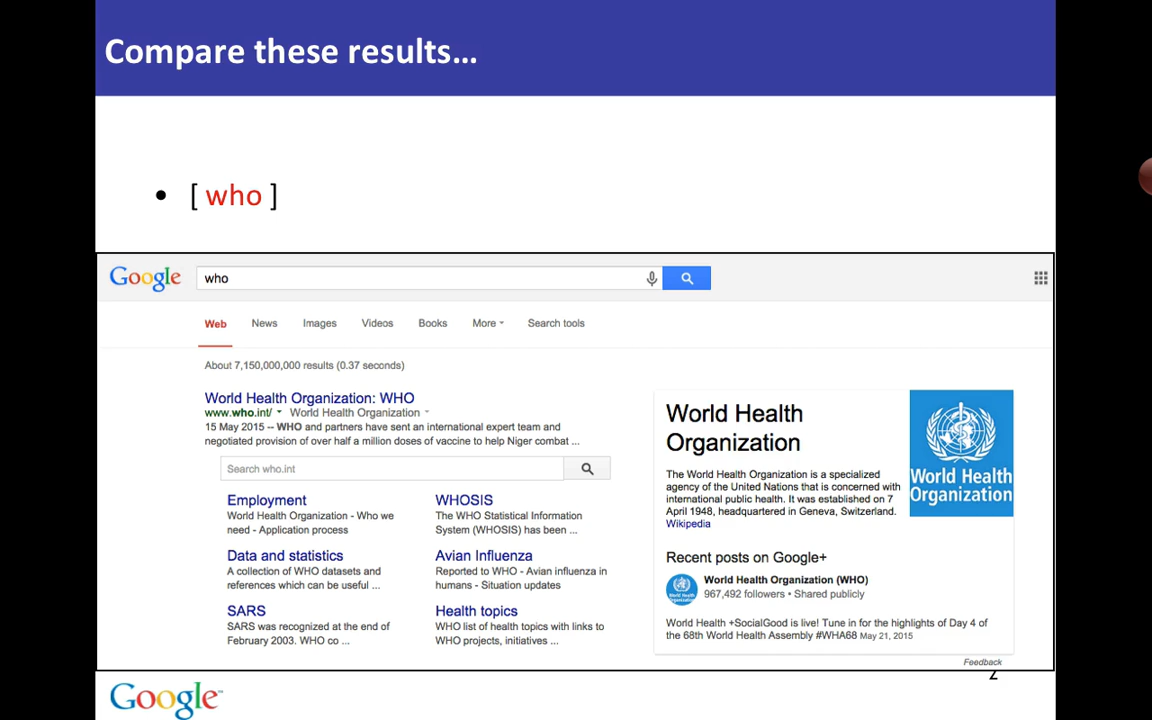 Compare these results…
• [ who ]
Google who
Web News Images Videos Books More Search tools
About 7,150,000,000 results (0.37 seconds)
World Health Organization: WHO
www.who.int/ World Health Organization
15 May 2015 -- WHO and partners have sent an international expert team and
negotiated provision of over half a million doses of vaccine to help Niger combat ...
Search who.int
Employment
World Health Organization - Who we
need - Application process
WHOSIS
The WHO Statistical Information
System (WHOSIS) has been ...
Data and statistics
A collection of WHO datasets and
references which can be useful ...
Avian Influenza
Reported to WHO - Avian influenza in
humans - Situation updates
SARS
SARS was recognized at the end of
February 2003. WHO co ...
Health topics
WHO list of health topics with links to
WHO projects, initiatives ...
World Health
Organization
World Health
Organization
The World Health Organization is a specialized
agency of the United Nations that is concerned with
international public health. It was established on 7
April 1948, headquartered in Geneva, Switzerland.
Wikipedia
Recent posts on Google+
World Health Organization (WHO)
967,492 followers • Shared publicly
World Health +SocialGood is live! Tune in for the highlights of Day 4 of
the 68th World Health Assembly #WHA68 May 21, 2015
Feedback
2
Google™